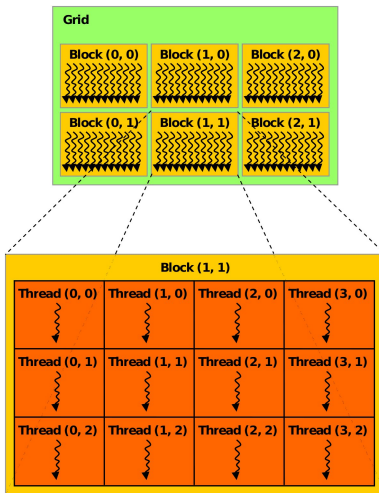 Grid
Block (0, 0) Block (1, 0) Block (2, 0)
Block (0, 1) Block (1, 1) Block (2, 1)
Block (1, 1)
Thread (0, 0) Thread (1, 0) Thread (2, 0) Thread (3, 0)
Thread (0, 1) Thread (1, 1) Thread (2, 1) Thread (3, 1)
Thread (0, 2) Thread (1, 2) Thread (2, 2) Thread (3, 2)